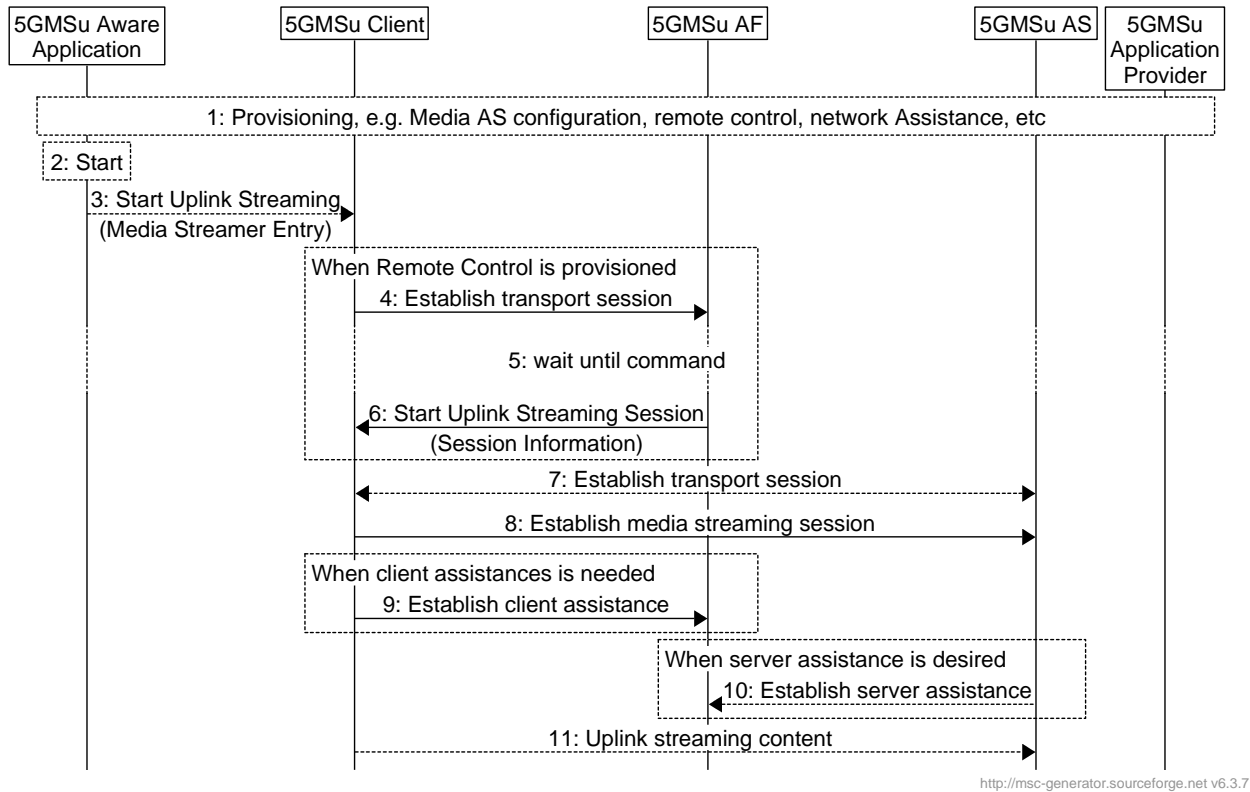 5GMSu Aware
Application
5GMSu Client
5GMSu AF
5GMSu AS
5GMSu
Application
Provider
1: Provisioning, e.g. Media AS configuration, remote control, network Assistance, etc
2: Start
3: Start Uplink Streaming
(Media Streamer Entry)
When Remote Control is provisioned
4: Establish transport session
5: wait until command
6: Start Uplink Streaming Session
(Session Information)
7: Establish transport session
8: Establish media streaming session
When client assistances is needed
9: Establish client assistance
When server assistance is desired
10: Establish server assistance
11: Uplink streaming content
http://msc-generator.sourceforge.net v6.3.7